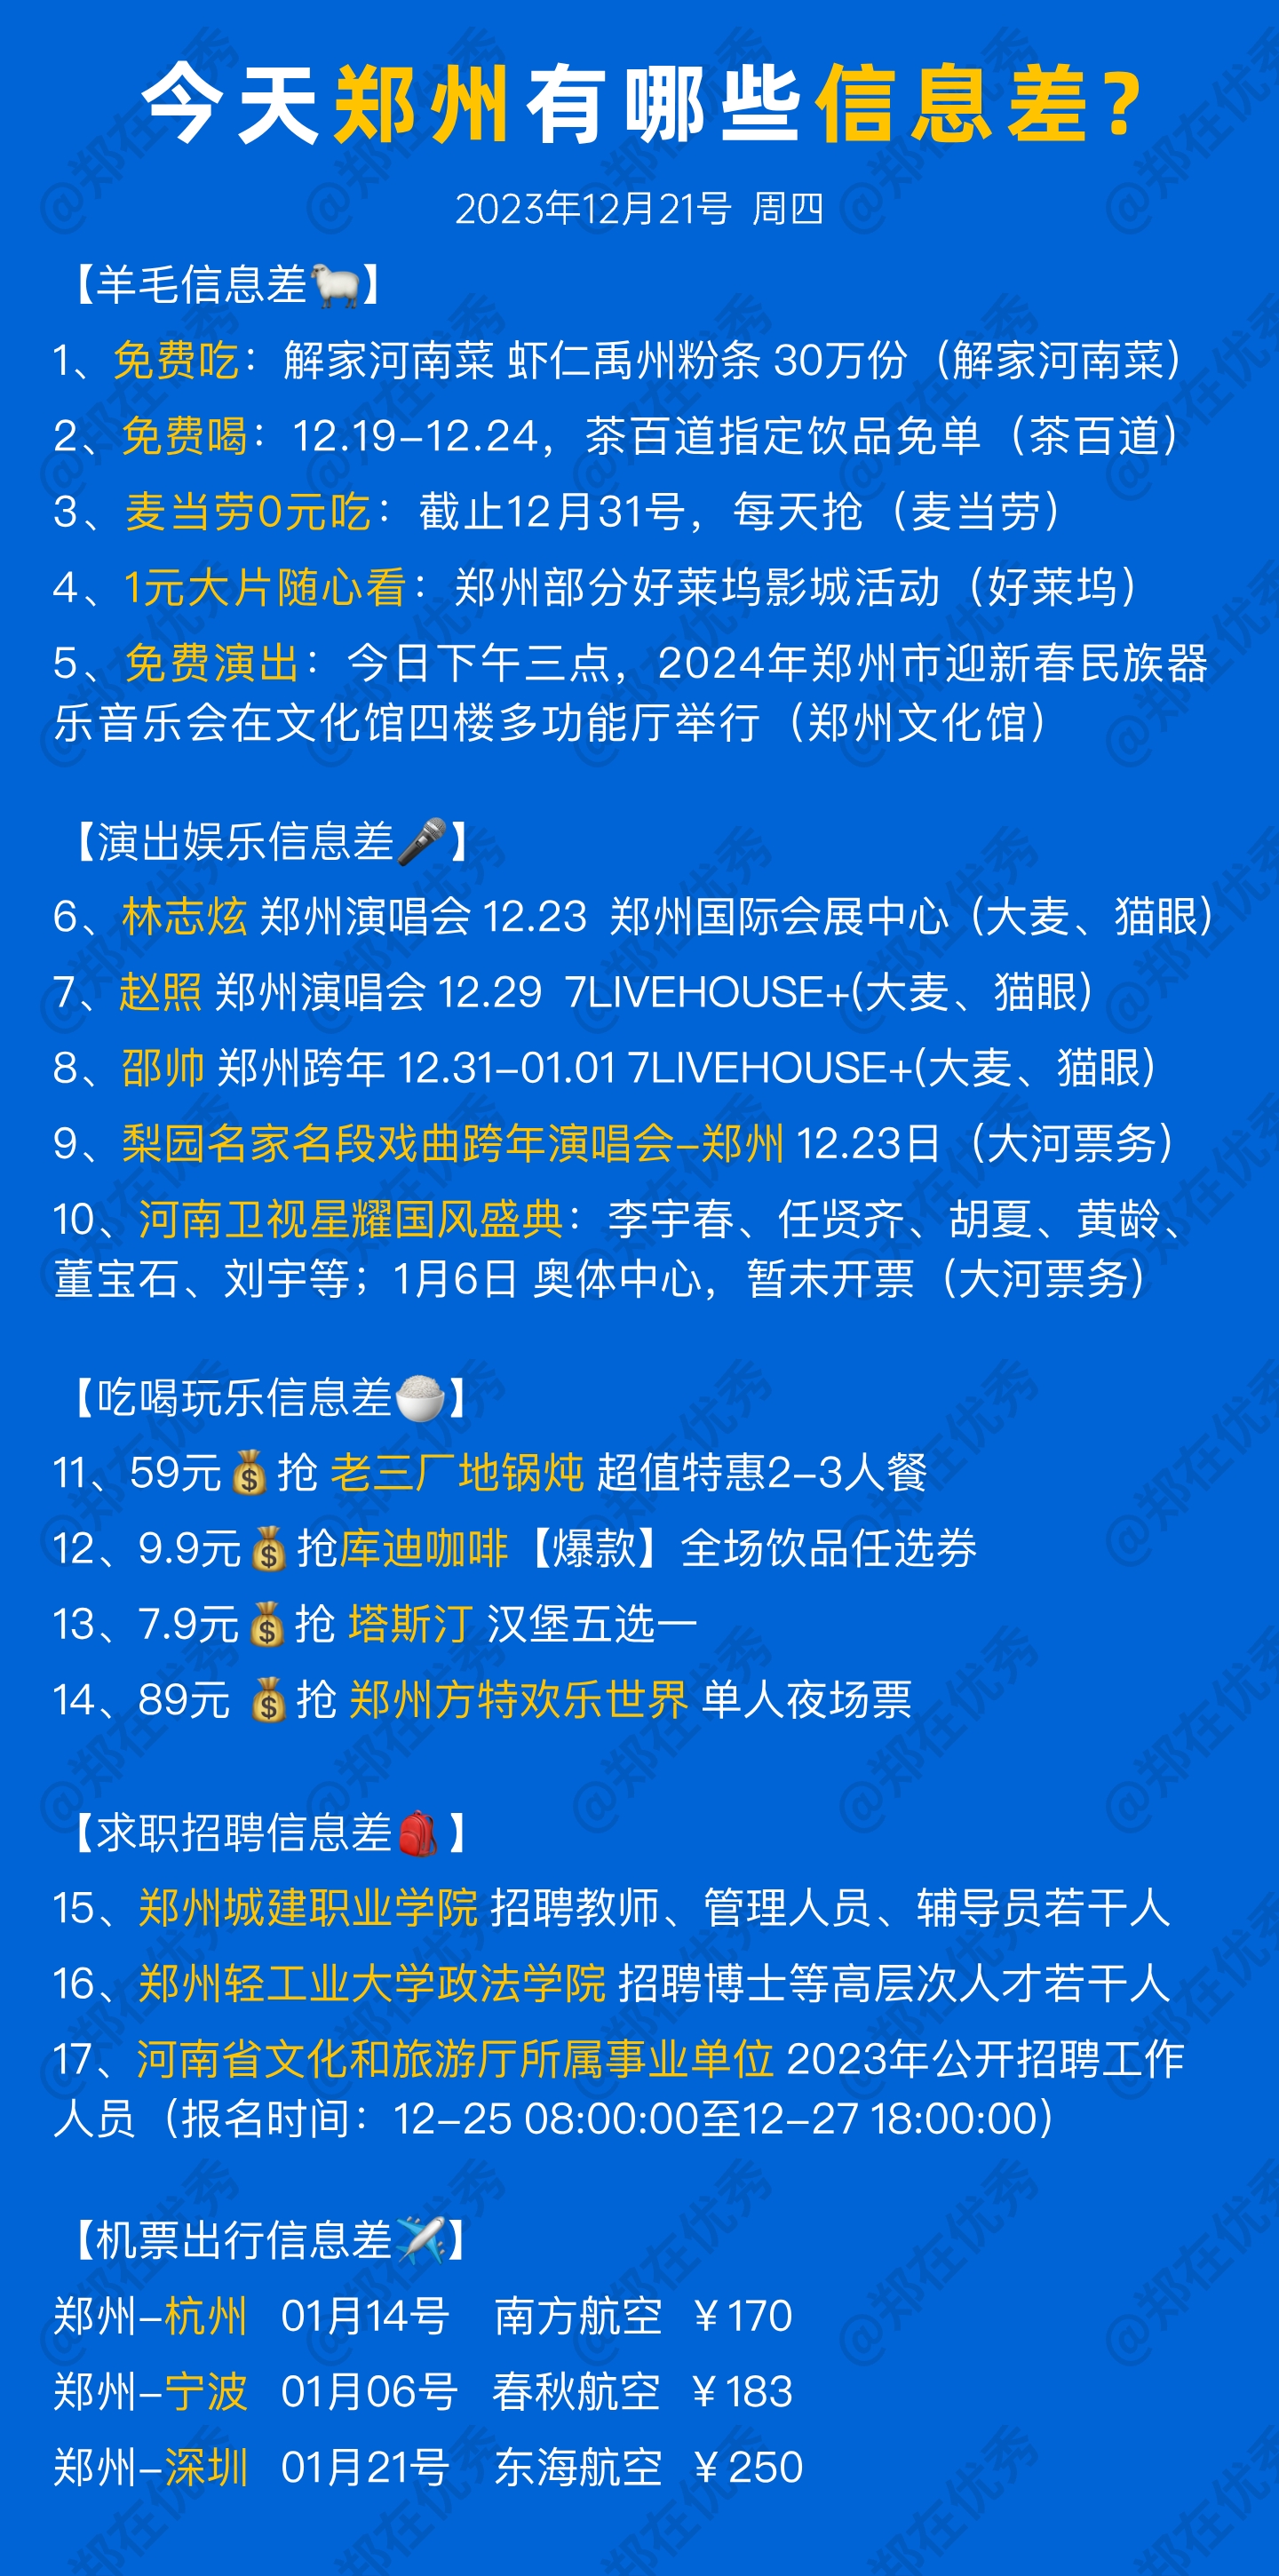 今天郑州有哪些信息差?
2023年12月21号 周四
【羊毛信息差🐑】
1、免费吃：解家河南菜 虾仁禹州粉条 30万份（解家河南菜）
2、免费喝：12.19-12.24，茶百道指定饮品免单（茶百道）
3、麦当劳0元吃：截止12月31号，每天抢（麦当劳）
4、1元大片随心看：郑州部分好莱坞影城活动（好莱坞）
5、免费演出：今日下午三点，2024年郑州市迎新春民族器
乐音乐会在文化馆四楼多功能厅举行（郑州文化馆）
【演出娱乐信息差🎤】
6、林志炫 郑州演唱会 12.23 郑州国际会展中心（大麦、猫眼）
7、赵照 郑州演唱会 12.29 7LIVEHOUSE+(大麦、猫眼）
8、邵帅 郑州跨年 12.31-01.01 7LIVEHOUSE+(大麦、猫眼）
9、梨园名家名段戏曲跨年演唱会-郑州 12.23日（大河票务）
10、河南卫视星耀国风盛典：李宇春、任贤齐、胡夏、黄龄、
董宝石、刘宇等；1月6日 奥体中心，暂未开票（大河票务）
【吃喝玩乐信息差🍚】
11、59元💰抢 老三厂地锅炖 超值特惠2-3人餐
12、9.9元💰抢库迪咖啡【爆款】全场饮品任选券
13、7.9元💰抢 塔斯汀 汉堡五选一
14、89元 💰抢 郑州方特欢乐世界 单人夜场票
【求职招聘信息差🎒】
15、郑州城建职业学院 招聘教师、管理人员、辅导员若干人
16、郑州轻工业大学政法学院 招聘博士等高层次人才若干人
17、河南省文化和旅游厅所属事业单位 2023年公开招聘工作
人员（报名时间：12-25 08:00:00至12-27 18:00:00）
【机票出行信息差✈️】
郑州-杭州 01月14号 南方航空 ¥170
郑州-宁波 01月06号 春秋航空 ¥183
郑州-深圳 01月21号 东海航空 ¥250
@郑在优秀